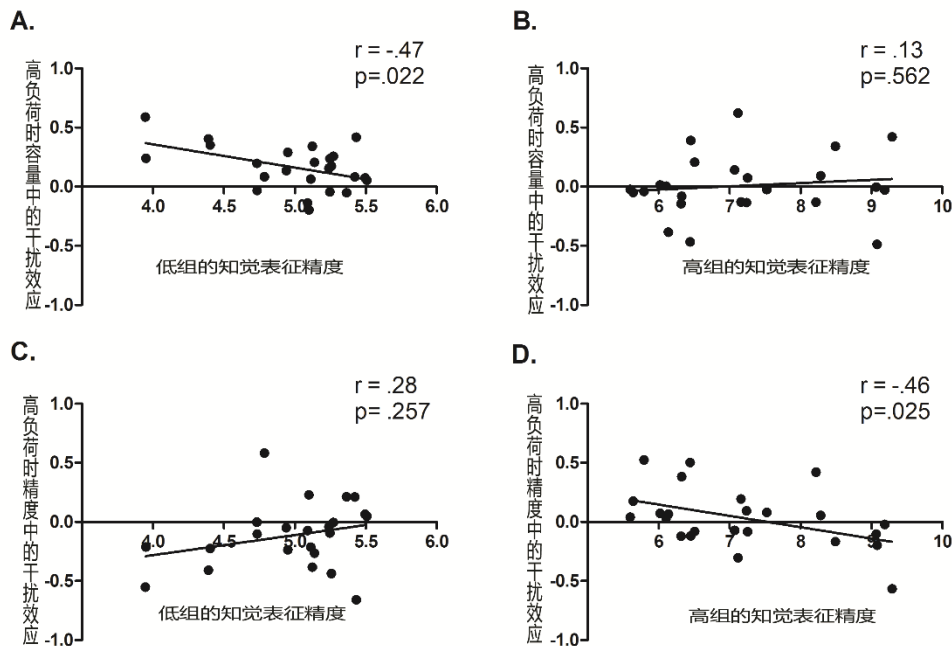 A.
r = -.47
p=.022
高负荷时容量中的干扰效应
1.0
0.5
0.0
-0.5
-1.0
4.0
4.5
5.0
5.5
6.0
低组的知觉表征精度
B.
r = .13
p=.562
高负荷时容量中的干扰效应
1.0
0.5
0.0
-0.5
-1.0
6
7
8
9
10
高组的知觉表征精度
C.
r = .28
p= .257
高负荷时精度中的干扰效应
1.0
0.5
0.0
-0.5
-1.0
4.0
4.5
5.0
5.5
6.0
低组的知觉表征精度
D.
r = -.46
p=.025
高负荷时精度中的干扰效应
1.0
0.5
0.0
-0.5
-1.0
6
7
8
9
10
高组的知觉表征精度